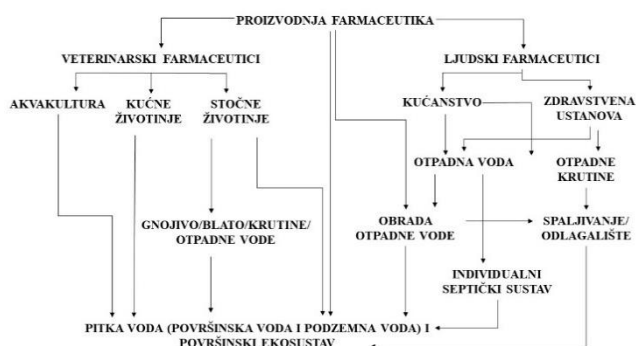 PROIZVODNJA FARMACEUTIKA
VETERINARSKI FARMACEUTICI
LJUDSKI FARMACEUTICI
AKVAKULTURA
KUĆNE
ŽIVOTINJE
STOČNE
ŽIVOTINJE
KUĆANSTVO
ZDRAVSTVENA
USTANOVA
OTPADNA VODA
OTPADNE
KRUTINE
GNOJIVO/BLATO/KRUTINE/
OTPADNE VODE
OBRADA
OTPADNE VODE
SPALJIVANJE/
ODLAGALIŠTE
INDIVIDUALNI
SEPTIČKI SUSTAV
PITKA VODA (POVRŠINSKA VODA I PODZEMNA VODA) I
POVRŠINSKI EKOSUSTAV